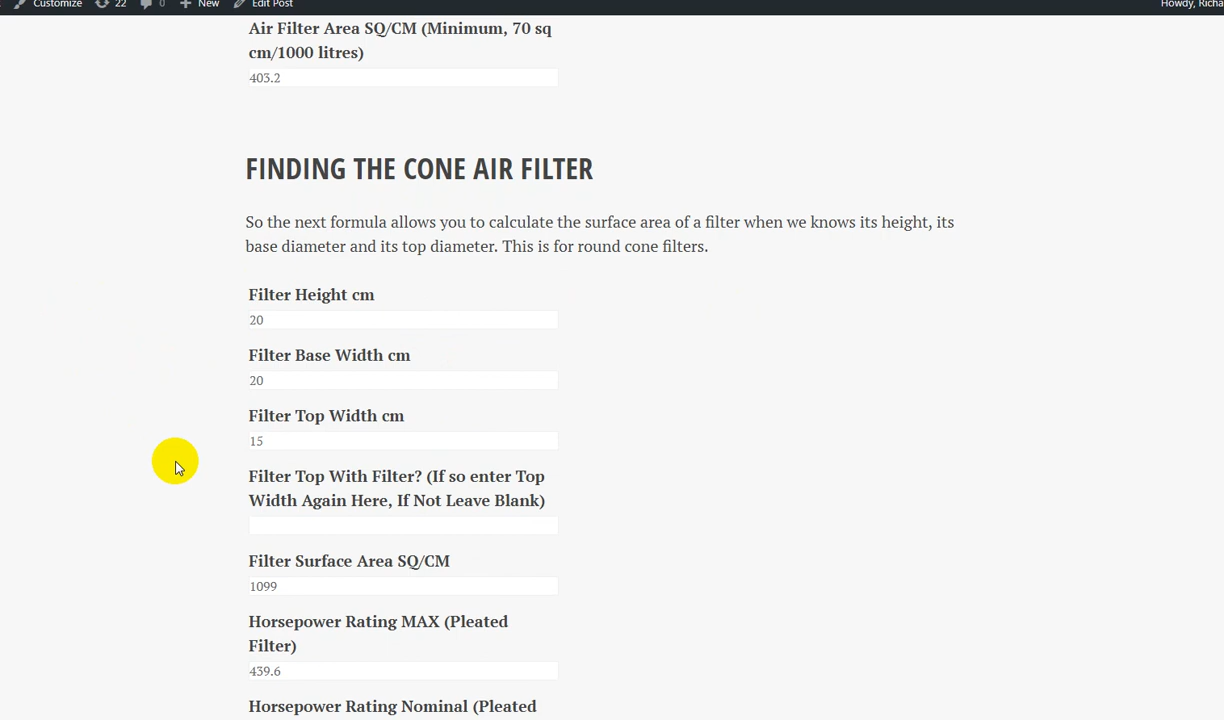 Customize 22 0 New Edit Post Howdy, Richa
Air Filter Area SQ/CM (Minimum, 70 sq
cm/1000 litres)
403.2
FINDING THE CONE AIR FILTER
So the next formula allows you to calculate the surface area of a filter when we knows its height, its
base diameter and its top diameter. This is for round cone filters.
Filter Height cm
20
Filter Base Width cm
20
Filter Top Width cm
15
Filter Top With Filter? (If so enter Top
Width Again Here, If Not Leave Blank)
Filter Surface Area SQ/CM
1099
Horsepower Rating MAX (Pleated
Filter)
439.6
Horsepower Rating Nominal (Pleated